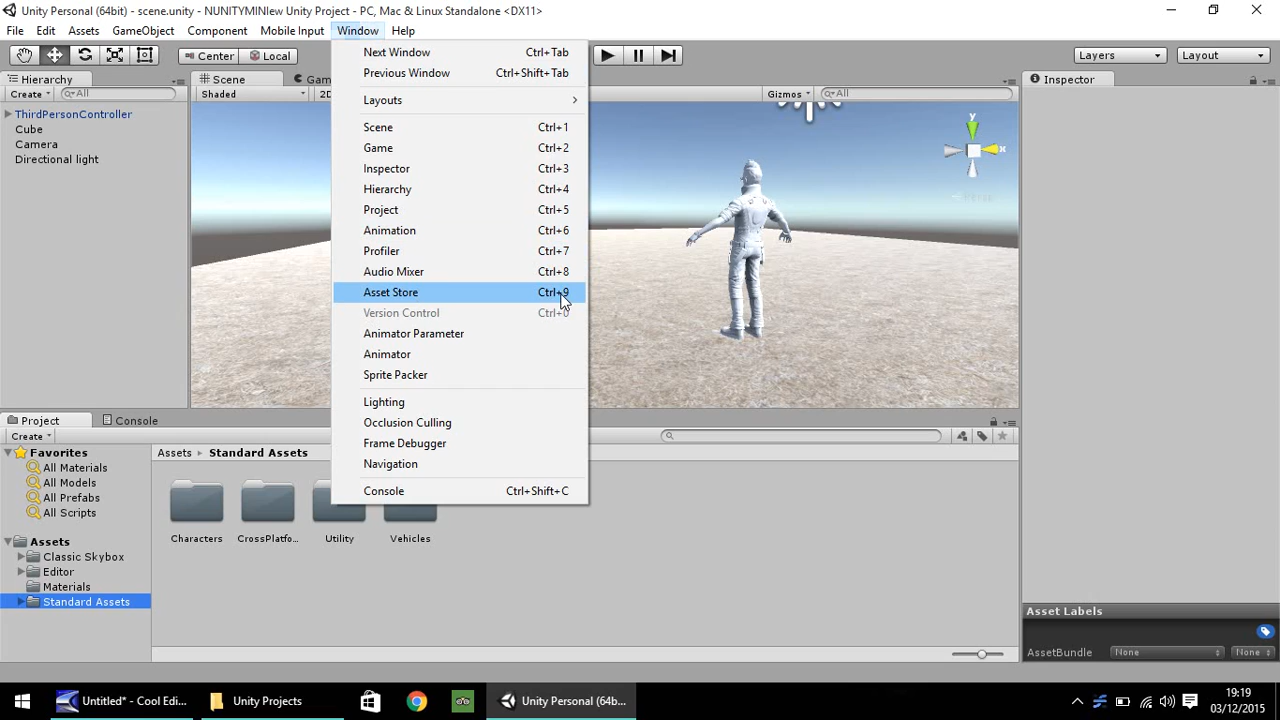 Unity Personal (64bit) - scene.unity - NUNITYMINIew Unity Project - PC, Mac & Linux Standalone <DX11>
File Edit Assets GameObject Component Mobile Input Window Help
Center Local
Layers Layout
Hierarchy
Create All
ThirdPersonController
Cube
Camera
Directional light
Scene Gam
Shaded 2D
Gizmos All
y
x
Persp
Next Window Ctrl+Tab
Previous Window Ctrl+Shift+Tab
Layouts
Scene Ctrl+1
Game Ctrl+2
Inspector Ctrl+3
Hierarchy Ctrl+4
Project Ctrl+5
Animation Ctrl+6
Profiler Ctrl+7
Audio Mixer Ctrl+8
Asset Store Ctrl+9
Version Control Ctrl+0
Animator Parameter
Animator
Sprite Packer
Lighting
Occlusion Culling
Frame Debugger
Navigation
Console Ctrl+Shift+C
Inspector
Project Console
Create
Favorites
All Materials
All Models
All Prefabs
All Scripts
Assets
Classic Skybox
Editor
Materials
Standard Assets
Assets Standard Assets
Characters CrossPlatfo... Utility Vehicles
Asset Labels
AssetBundle None None
Untitled* - Cool Edi... Unity Projects Unity Personal (64b...
19:19
03/12/2015